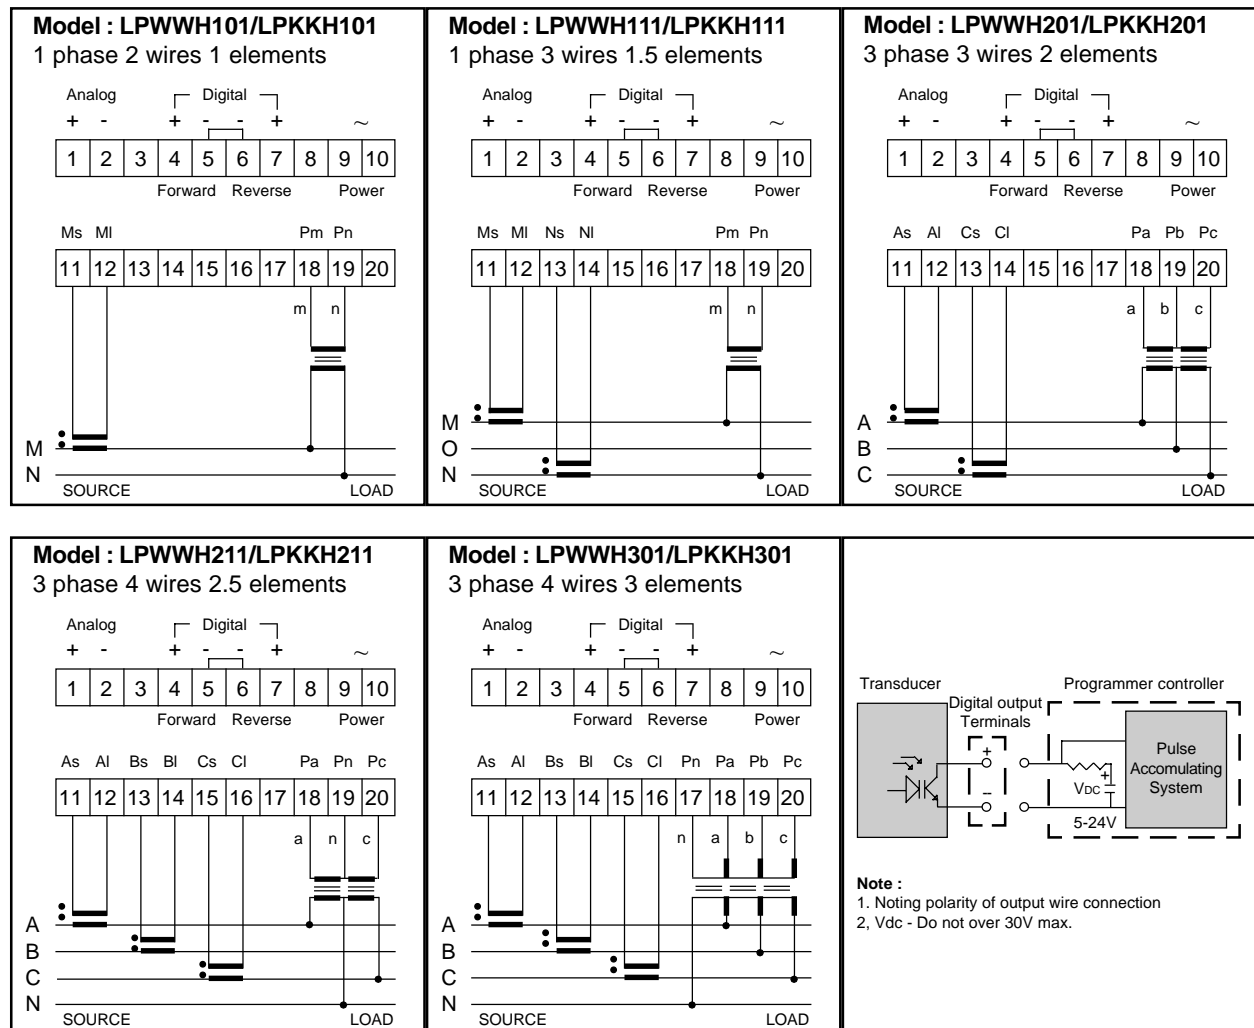 Model : LPWWH101/LPKKH101
1 phase 2 wires 1 elements
Analog Digital
+ - + - - + ~
1 2 3 4 5 6 7 8 9 10
Forward Reverse Power
Ms Ml Pm Pn
11 12 13 14 15 16 17 18 19 20
m n
M
N
SOURCE LOAD
Model : LPWWH111/LPKKH111
1 phase 3 wires 1.5 elements
Analog Digital
+ - + - - + ~
1 2 3 4 5 6 7 8 9 10
Forward Reverse Power
Ms Ml Ns Nl Pm Pn
11 12 13 14 15 16 17 18 19 20
m n
M
O
N
SOURCE LOAD
Model : LPWWH201/LPKKH201
3 phase 3 wires 2 elements
Analog Digital
+ - + - - + ~
1 2 3 4 5 6 7 8 9 10
Forward Reverse Power
As Al Cs Cl Pa Pb Pc
11 12 13 14 15 16 17 18 19 20
a b c
A
B
C
SOURCE LOAD
Model : LPWWH211/LPKKH211
3 phase 4 wires 2.5 elements
Analog Digital
+ - + - - + ~
1 2 3 4 5 6 7 8 9 10
Forward Reverse Power
As Al Bs Bl Cs Cl Pa Pn Pc
11 12 13 14 15 16 17 18 19 20
a n c
A
B
C
N
SOURCE LOAD
Model : LPWWH301/LPKKH301
3 phase 4 wires 3 elements
Analog Digital
+ - + - - + ~
1 2 3 4 5 6 7 8 9 10
Forward Reverse Power
As Al Bs Bl Cs Cl Pn Pa Pb Pc
11 12 13 14 15 16 17 18 19 20
n a b c
A
B
C
N
SOURCE LOAD
Transducer
Digital output
Terminals
Programmer controller
+
-
+
VDC
5-24V
Pulse
Accomulating
System
Note :
1. Noting polarity of output wire connection
2, Vdc - Do not over 30V max.